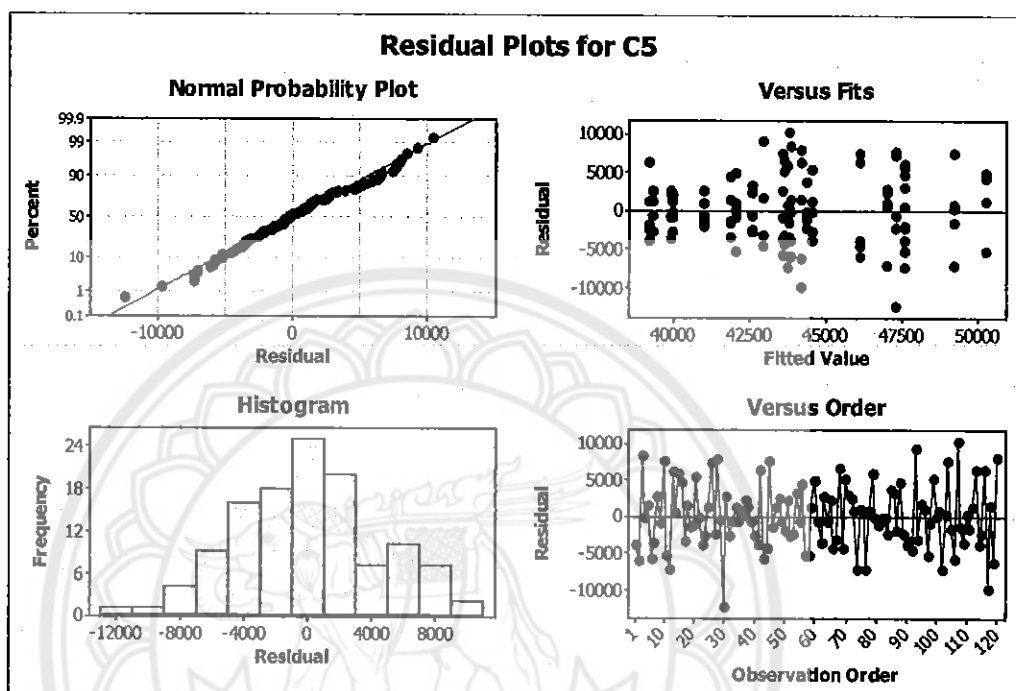 Residual Plots for C5
Normal Probability Plot
99.9
99
90
50
10
1
0.1
Percent
-10000 0 10000
Residual
Versus Fits
10000
5000
0
-5000
-10000
Residual
40000 42500 45000 47500 50000
Fitted Value
Histogram
24
18
12
6
0
Frequency
-12000 -8000 -4000 0 4000 8000
Residual
Versus Order
10000
5000
0
-5000
-10000
Residual
1 10 20 30 40 50 60 70 80 90 100 110 120
Observation Order